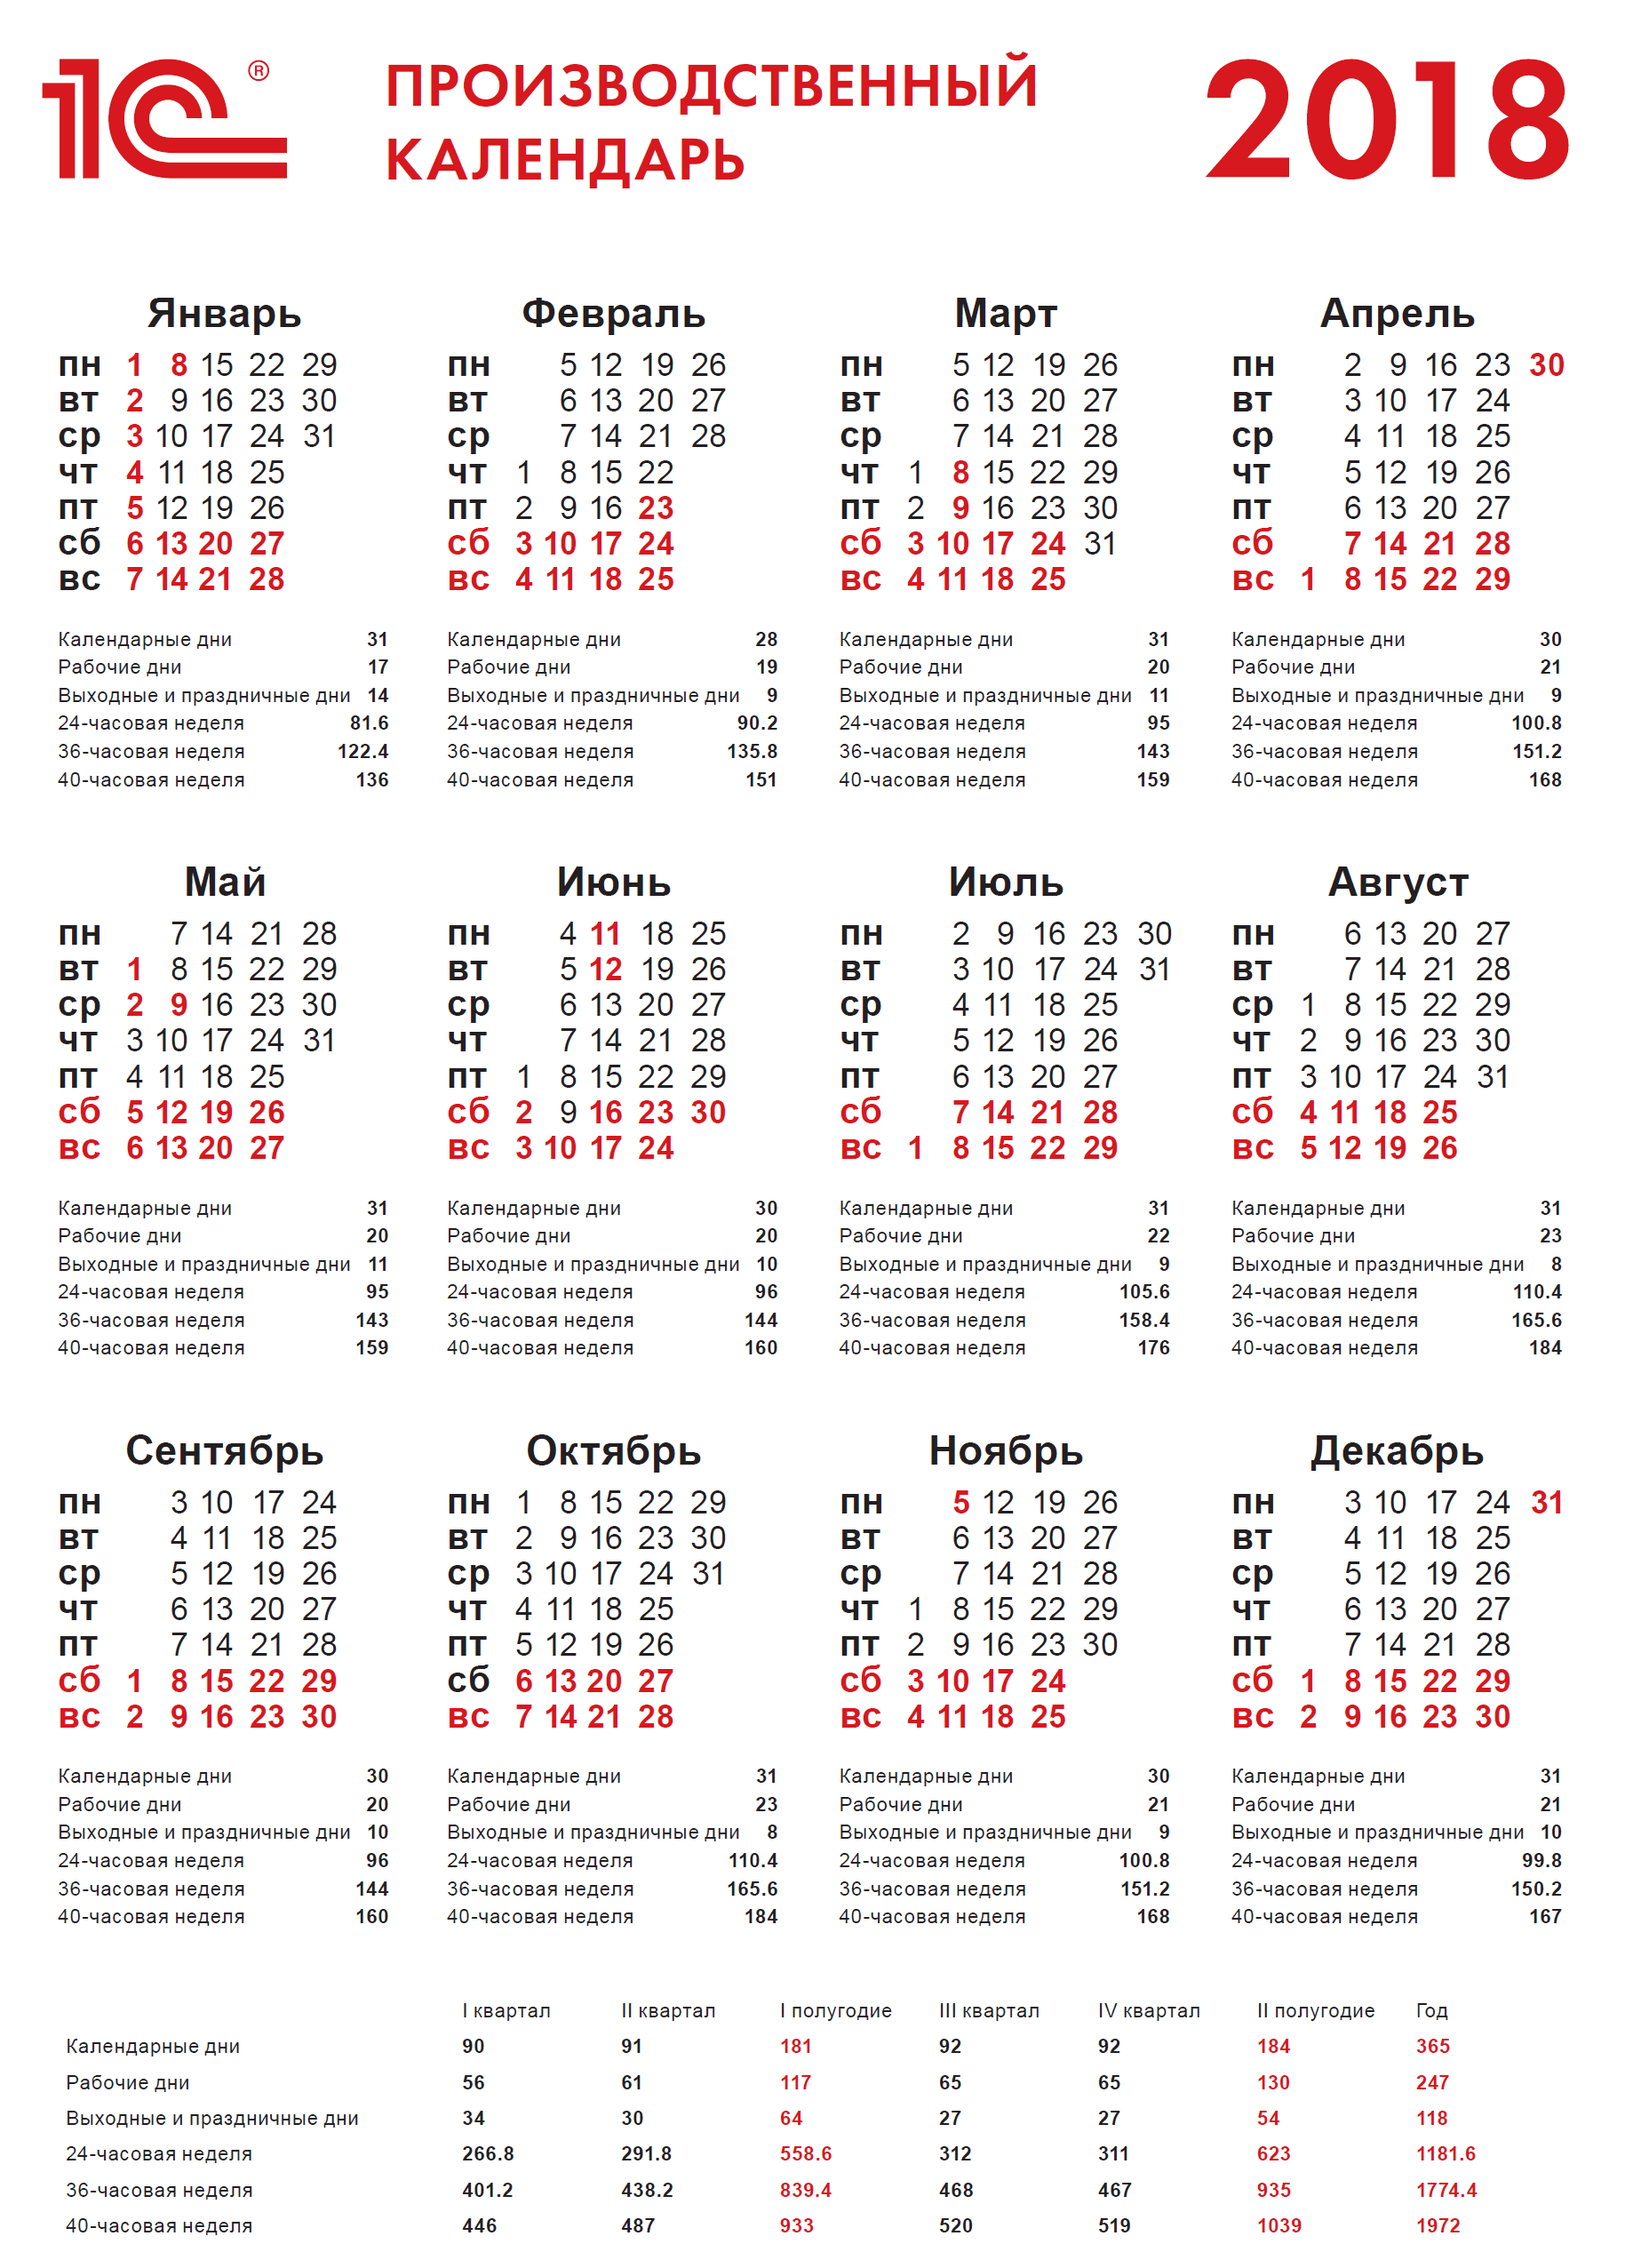 1С® ПРОИЗВОДСТВЕННЫЙ 2018
КАЛЕНДАРЬ
Январь
пн 1 8 15 22 29
вт 2 9 16 23 30
ср 3 10 17 24 31
чт 4 11 18 25
пт 5 12 19 26
сб 6 13 20 27
вс 7 14 21 28
Календарные дни 31
Рабочие дни 17
Выходные и праздничные дни 14
24-часовая неделя 81.6
36-часовая неделя 122.4
40-часовая неделя 136
Февраль
пн 5 12 19 26
вт 6 13 20 27
ср 7 14 21 28
чт 1 8 15 22
пт 2 9 16 23
сб 3 10 17 24
вс 4 11 18 25
Календарные дни 28
Рабочие дни 19
Выходные и праздничные дни 9
24-часовая неделя 90.2
36-часовая неделя 135.8
40-часовая неделя 151
Март
пн 5 12 19 26
вт 6 13 20 27
ср 7 14 21 28
чт 1 8 15 22 29
пт 2 9 16 23 30
сб 3 10 17 24 31
вс 4 11 18 25
Календарные дни 31
Рабочие дни 20
Выходные и праздничные дни 11
24-часовая неделя 95
36-часовая неделя 143
40-часовая неделя 159
Апрель
пн 2 9 16 23 30
вт 3 10 17 24
ср 4 11 18 25
чт 5 12 19 26
пт 6 13 20 27
сб 7 14 21 28
вс 1 8 15 22 29
Календарные дни 30
Рабочие дни 21
Выходные и праздничные дни 9
24-часовая неделя 100.8
36-часовая неделя 151.2
40-часовая неделя 168
Май
пн 7 14 21 28
вт 1 8 15 22 29
ср 2 9 16 23 30
чт 3 10 17 24 31
пт 4 11 18 25
сб 5 12 19 26
вс 6 13 20 27
Календарные дни 31
Рабочие дни 20
Выходные и праздничные дни 11
24-часовая неделя 95
36-часовая неделя 143
40-часовая неделя 159
Июнь
пн 4 11 18 25
вт 5 12 19 26
ср 6 13 20 27
чт 7 14 21 28
пт 1 8 15 22 29
сб 2 9 16 23 30
вс 3 10 17 24
Календарные дни 30
Рабочие дни 20
Выходные и праздничные дни 10
24-часовая неделя 96
36-часовая неделя 144
40-часовая неделя 160
Июль
пн 2 9 16 23 30
вт 3 10 17 24 31
ср 4 11 18 25
чт 5 12 19 26
пт 6 13 20 27
сб 7 14 21 28
вс 1 8 15 22 29
Календарные дни 31
Рабочие дни 22
Выходные и праздничные дни 9
24-часовая неделя 105.6
36-часовая неделя 158.4
40-часовая неделя 176
Август
пн 6 13 20 27
вт 7 14 21 28
ср 1 8 15 22 29
чт 2 9 16 23 30
пт 3 10 17 24 31
сб 4 11 18 25
вс 5 12 19 26
Календарные дни 31
Рабочие дни 23
Выходные и праздничные дни 8
24-часовая неделя 110.4
36-часовая неделя 165.6
40-часовая неделя 184
Сентябрь
пн 3 10 17 24
вт 4 11 18 25
ср 5 12 19 26
чт 6 13 20 27
пт 7 14 21 28
сб 1 8 15 22 29
вс 2 9 16 23 30
Календарные дни 30
Рабочие дни 20
Выходные и праздничные дни 10
24-часовая неделя 96
36-часовая неделя 144
40-часовая неделя 160
Октябрь
пн 1 8 15 22 29
вт 2 9 16 23 30
ср 3 10 17 24 31
чт 4 11 18 25
пт 5 12 19 26
сб 6 13 20 27
вс 7 14 21 28
Календарные дни 31
Рабочие дни 23
Выходные и праздничные дни 8
24-часовая неделя 110.4
36-часовая неделя 165.6
40-часовая неделя 184
Ноябрь
пн 5 12 19 26
вт 6 13 20 27
ср 7 14 21 28
чт 1 8 15 22 29
пт 2 9 16 23 30
сб 3 10 17 24
вс 4 11 18 25
Календарные дни 30
Рабочие дни 21
Выходные и праздничные дни 9
24-часовая неделя 100.8
36-часовая неделя 151.2
40-часовая неделя 168
Декабрь
пн 3 10 17 24 31
вт 4 11 18 25
ср 5 12 19 26
чт 6 13 20 27
пт 7 14 21 28
сб 1 8 15 22 29
вс 2 9 16 23 30
Календарные дни 31
Рабочие дни 21
Выходные и праздничные дни 10
24-часовая неделя 99.8
36-часовая неделя 150.2
40-часовая неделя 167
I квартал II квартал I полугодие III квартал IV квартал II полугодие Год
Календарные дни 90 91 181 92 92 184 365
Рабочие дни 56 61 117 65 65 130 247
Выходные и праздничные дни 34 30 64 27 27 54 118
24-часовая неделя 266.8 291.8 558.6 312 311 623 1181.6
36-часовая неделя 401.2 438.2 839.4 468 467 935 1774.4
40-часовая неделя 446 487 933 520 519 1039 1972